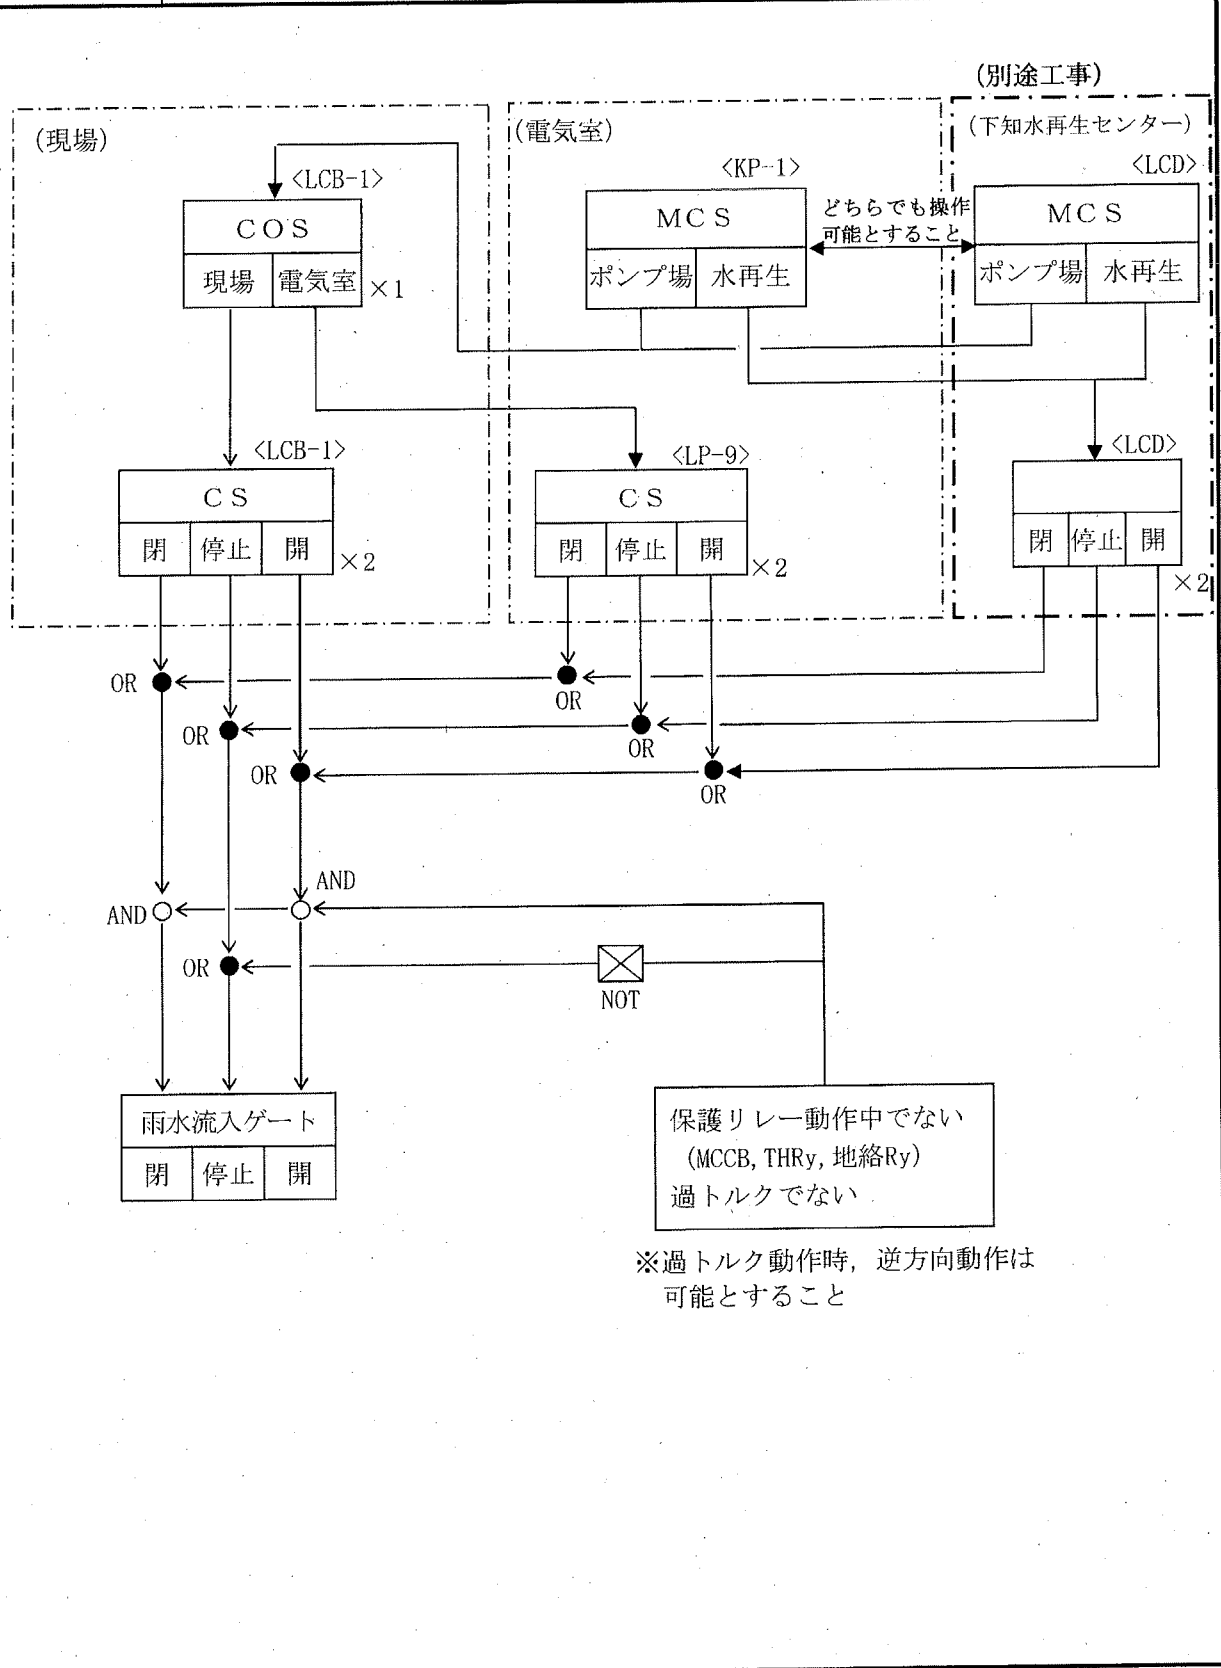 (別途工事)
(現場)
(電気室)
(下知水再生センター)
<LCB-1>
<KP-1>
<LCD>
COS
MCS
どちらでも操作
可能とすること
MCS
現場 電気室 ×1
ポンプ場 水再生
ポンプ場 水再生
<LCB-1>
<LP-9>
<LCD>
CS
CS
閉 停止 開 ×2
閉 停止 開 ×2
閉 停止 開 ×2
OR
OR
OR
OR
OR
OR
AND
AND
OR
NOT
雨水流入ゲート
閉 停止 開
保護リレー動作中でない
(MCCB, THRy, 地絡Ry)
過トルクでない
※過トルク動作時, 逆方向動作は
可能とすること